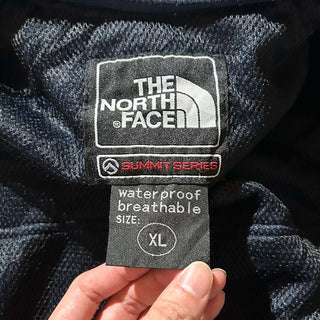 THE
NORTH
FACE
®
SUMMIT SERIES
waterproof
breathable
SIZE:
XL